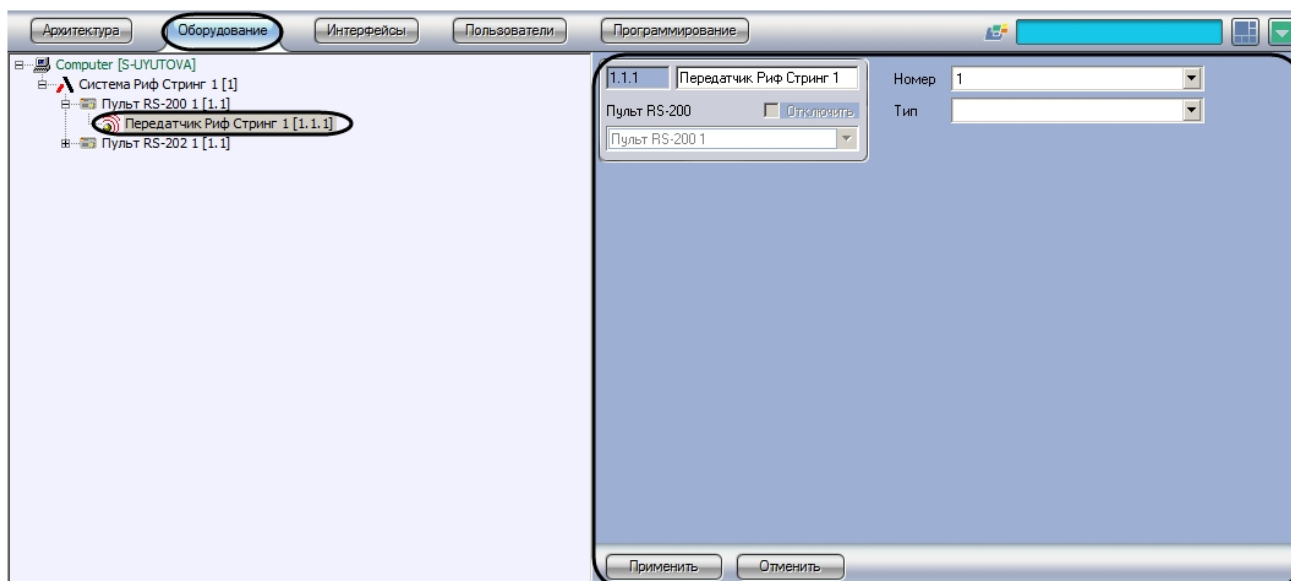 Архитектура Оборудование Интерфейсы Пользователи Программирование
Computer [S-UYUTOVA]
Система Риф Стринг 1 [1]
Пульт RS-200 1 [1.1]
Передатчик Риф Стринг 1 [1.1.1]
Пульт RS-202 1 [1.1]
1.1.1 Передатчик Риф Стринг 1 Номер 1
Пульт RS-200 Отключить Тип
Пульт RS-200 1
Применить Отменить